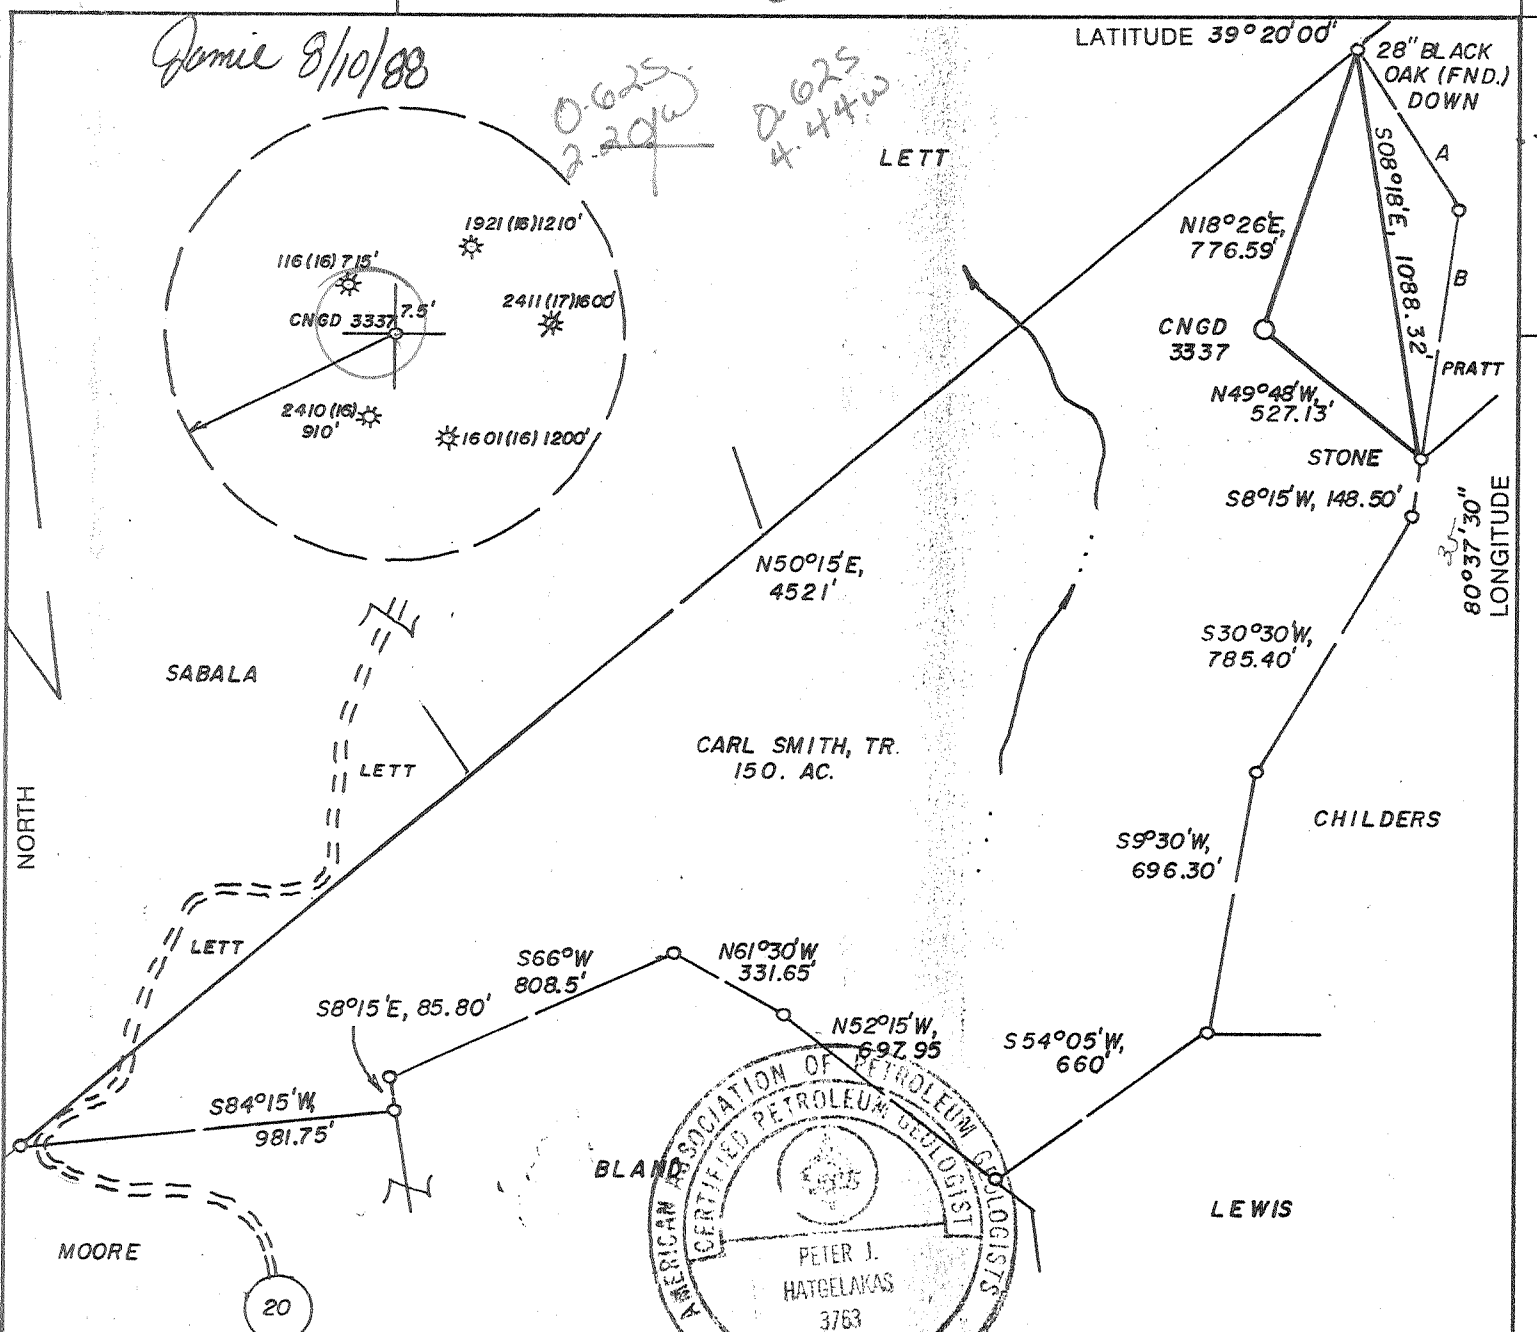 Jamie 8/10/88
LATITUDE 39°20'00"
28" BLACK
OAK (FND.)
DOWN
0.62S
2.20W
0.62S
4.44W
LETT
A
S08°18'E, 1088.32'
N18°26'E,
776.59'
B
1921(16)1210'
116(16)715'
2411(17)1600'
CNGD 3337
7.5'
2410(16)
910'
1601(16)1200'
CNGD
3337
PRATT
N49°48'W,
527.13'
STONE
S8°15'W, 148.50'
35
80°37'30"
LONGITUDE
N50°15'E,
4521'
S30°30'W,
785.40'
SABALA
LETT
CARL SMITH, TR.
150. AC.
NORTH
CHILDERS
S9°30'W,
696.30'
LETT
S66°W
808.5'
N61°30'W
331.65'
S8°15'E, 85.80'
N52°15'W,
697.95
S54°05'W,
660'
S84°15'W,
981.75'
BLAND
LEWIS
MOORE
20
AMERICAN ASSOCIATION OF PETROLEUM GEOLOGISTS
CERTIFIED PETROLEUM GEOLOGIST
PETER J.
HATGELAKAS
3763